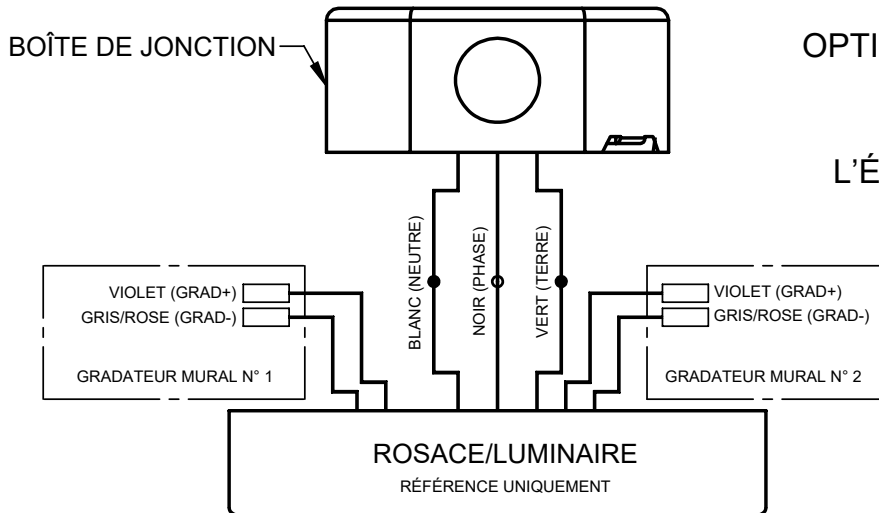 BOÎTE DE JONCTION
OPTI
L'É
BLANC (NEUTRE)
NOIR (PHASE)
VERT (TERRE)
VIOLET (GRAD+)
GRIS/ROSE (GRAD-)
GRADATEUR MURAL N° 1
VIOLET (GRAD+)
GRIS/ROSE (GRAD-)
GRADATEUR MURAL N° 2
ROSACE/LUMINAIRE
RÉFÉRENCE UNIQUEMENT